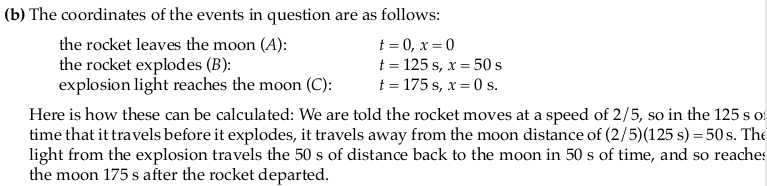 (b) The coordinates of the events in question are as follows:
the rocket leaves the moon (A): t = 0, x = 0
the rocket explodes (B): t = 125 s, x = 50 s
explosion light reaches the moon (C): t = 175 s, x = 0 s.
Here is how these can be calculated: We are told the rocket moves at a speed of 2/5, so in the 125 s o
time that it travels before it explodes, it travels away from the moon distance of (2/5)(125 s) = 50 s. The
light from the explosion travels the 50 s of distance back to the moon in 50 s of time, and so reaches
the moon 175 s after the rocket departed.